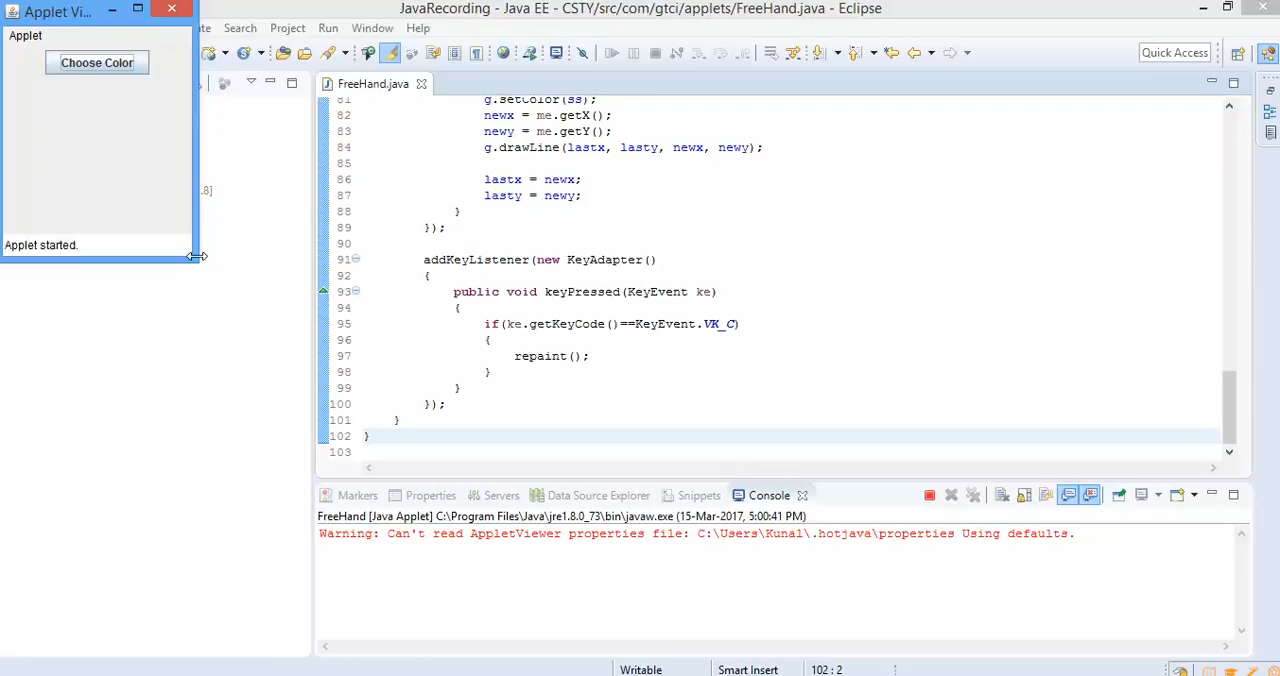 Applet Vi...
JavaRecording - Java EE - CSTY/src/com/gtci/applets/FreeHand.java - Eclipse
Applet
ate Search Project Run Window Help
Choose Color
Quick Access
FreeHand.java
81 g.setColor(ss);
82 newx = me.getX();
83 newy = me.getY();
84 g.drawLine(lastx, lasty, newx, newy);
85
86 lastx = newx;
.8]
87 lasty = newy;
88 }
89 });
90
Applet started.
91 addKeyListener(new KeyAdapter()
92 {
93 public void keyPressed(KeyEvent ke)
94 {
95 if(ke.getKeyCode()==KeyEvent.VK_C)
96 {
97 repaint();
98 }
99 }
100 });
101 }
102 }
103
Markers Properties Servers Data Source Explorer Snippets Console
FreeHand [Java Applet] C:\Program Files\Java\jre1.8.0_73\bin\javaw.exe (15-Mar-2017, 5:00:41 PM)
Warning: Can't read AppletViewer properties file: C:\Users\Kunal\.hotjava\properties Using defaults.
Writable Smart Insert 102 : 2